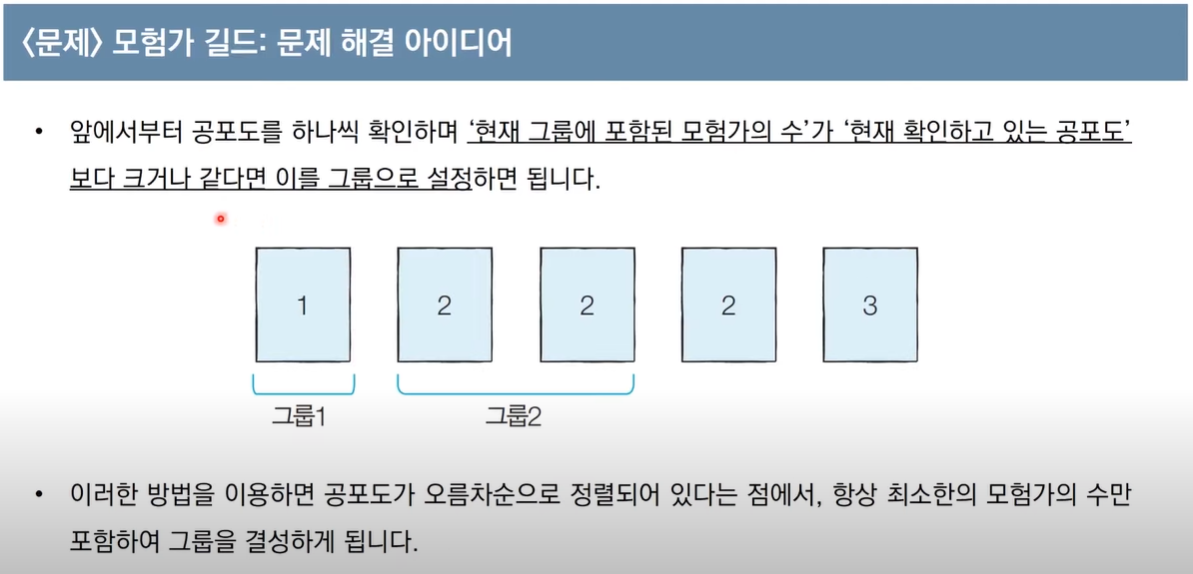 <문제> 모험가 길드: 문제 해결 아이디어
• 앞에서부터 공포도를 하나씩 확인하며 ‘현재 그룹에 포함된 모험가의 수’가 ‘현재 확인하고 있는 공포도’
보다 크거나 같다면 이를 그룹으로 설정하면 됩니다.
1 2 2 2 3
그룹1 그룹2
• 이러한 방법을 이용하면 공포도가 오름차순으로 정렬되어 있다는 점에서, 항상 최소한의 모험가의 수만
포함하여 그룹을 결성하게 됩니다.